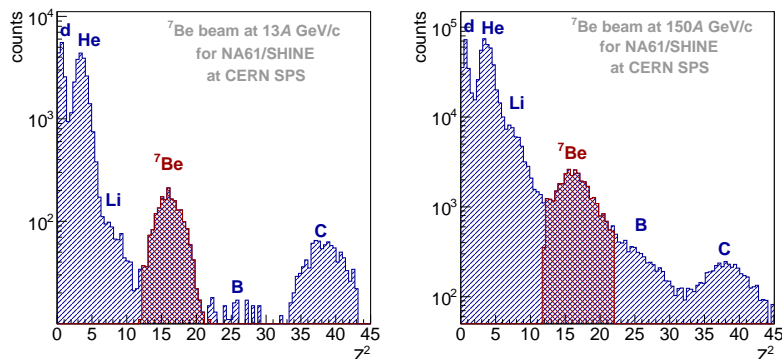 counts
10³
10²
d
He
⁷Be beam at 13A GeV/c
for NA61/SHINE
at CERN SPS
Li
⁷Be
B
C
0 5 10 15 20 25 30 35 40 45
Z²
counts
10⁵
10⁴
10³
10²
d
He
⁷Be beam at 150A GeV/c
for NA61/SHINE
at CERN SPS
Li
⁷Be
B
C
0 5 10 15 20 25 30 35 40 45
Z²